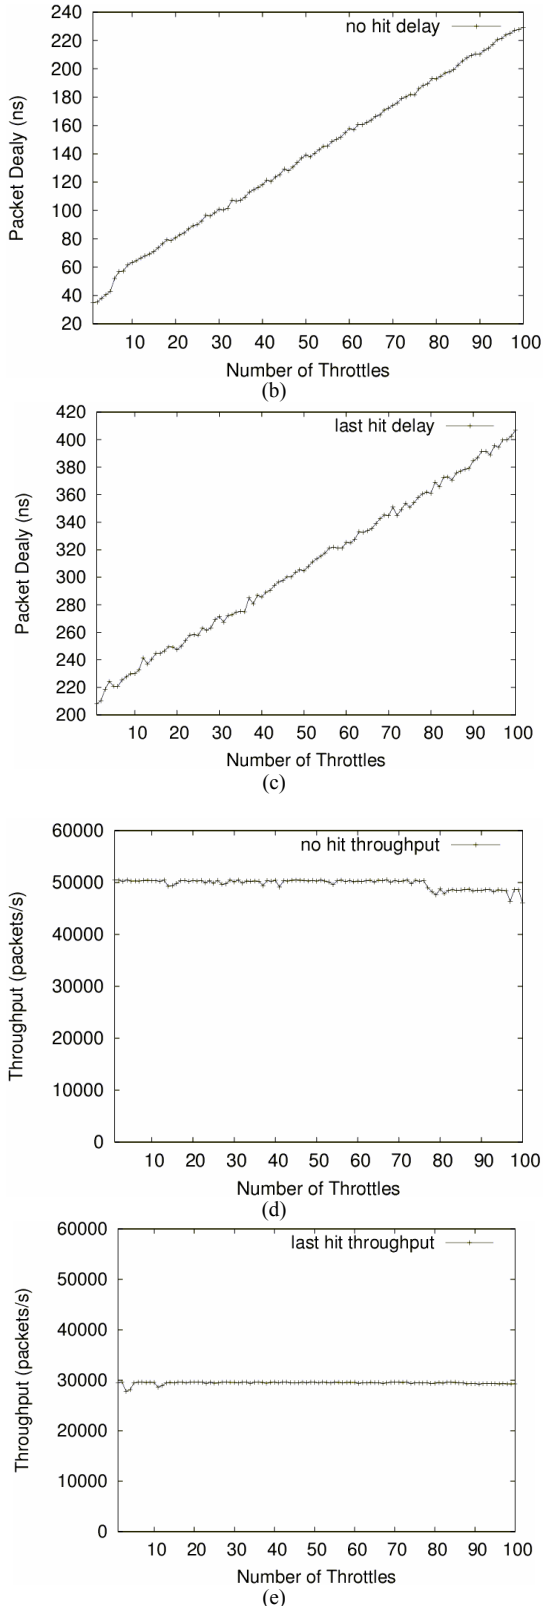 240
220
200
180
160
140
120
100
80
60
40
20
no hit delay
Packet Dealy (ns)
10 20 30 40 50 60 70 80 90 100
Number of Throttles
(b)
420
400
380
360
340
320
300
280
260
240
220
200
last hit delay
Packet Dealy (ns)
10 20 30 40 50 60 70 80 90 100
Number of Throttles
(c)
60000
50000
40000
30000
20000
10000
0
no hit throughput
Throughput (packets/s)
10 20 30 40 50 60 70 80 90 100
Number of Throttles
(d)
60000
50000
40000
30000
20000
10000
0
last hit throughput
Throughput (packets/s)
10 20 30 40 50 60 70 80 90 100
Number of Throttles
(e)